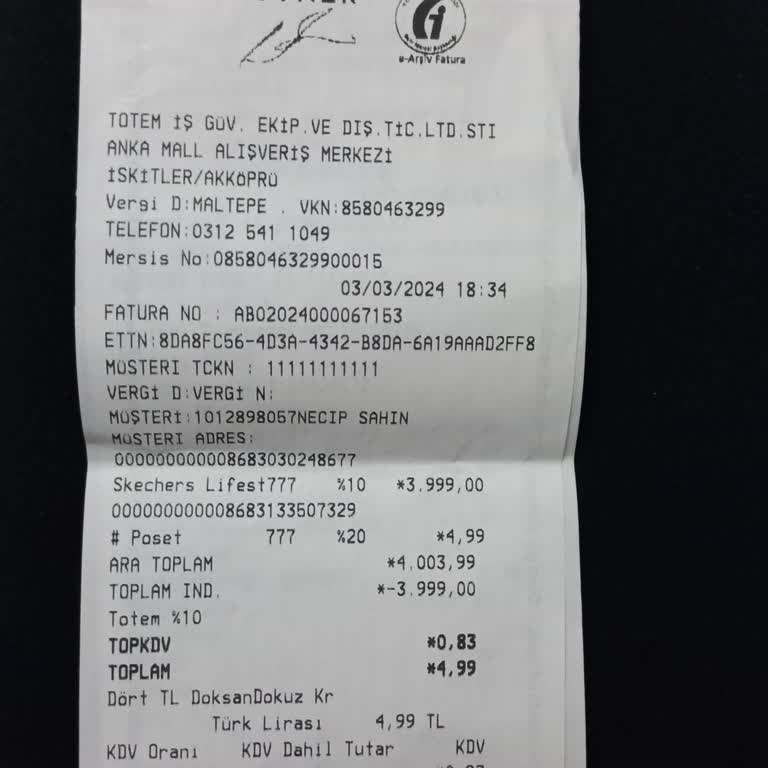 e-Arşiv Fatura
TOTEM İŞ GÜV. EKİP.VE DIŞ.TİC.LTD.STI
ANKA MALL ALIŞVERİŞ MERKEZİ
İSKİTLER/AKKÖPRÜ
Vergi D:MALTEPE . VKN:8580463299
TELEFON:0312 541 1049
Mersis No:0858046329900015
03/03/2024 18:34
FATURA NO : AB02024000067153
ETTN:8DA8FC56-4D3A-4342-B8DA-6A19AAAD2FF8
MÜSTERI TCKN : 11111111111
VERGİ D:VERGİ N:
MÜŞTERİ:1012898057NECIP SAHIN
MÜSTERI ADRES:
000000000008683030248677
Skechers Lifest777 %10 *3.999,00
000000000008683133507329
# Poset 777 %20 *4,99
ARA TOPLAM *4.003,99
TOPLAM IND. *-3.999,00
Totem %10
TOPKDV *0,83
TOPLAM *4,99
Dört TL DoksanDokuz Kr
Türk Lirası 4,99 TL
KDV Oranı KDV Dahil Tutar KDV